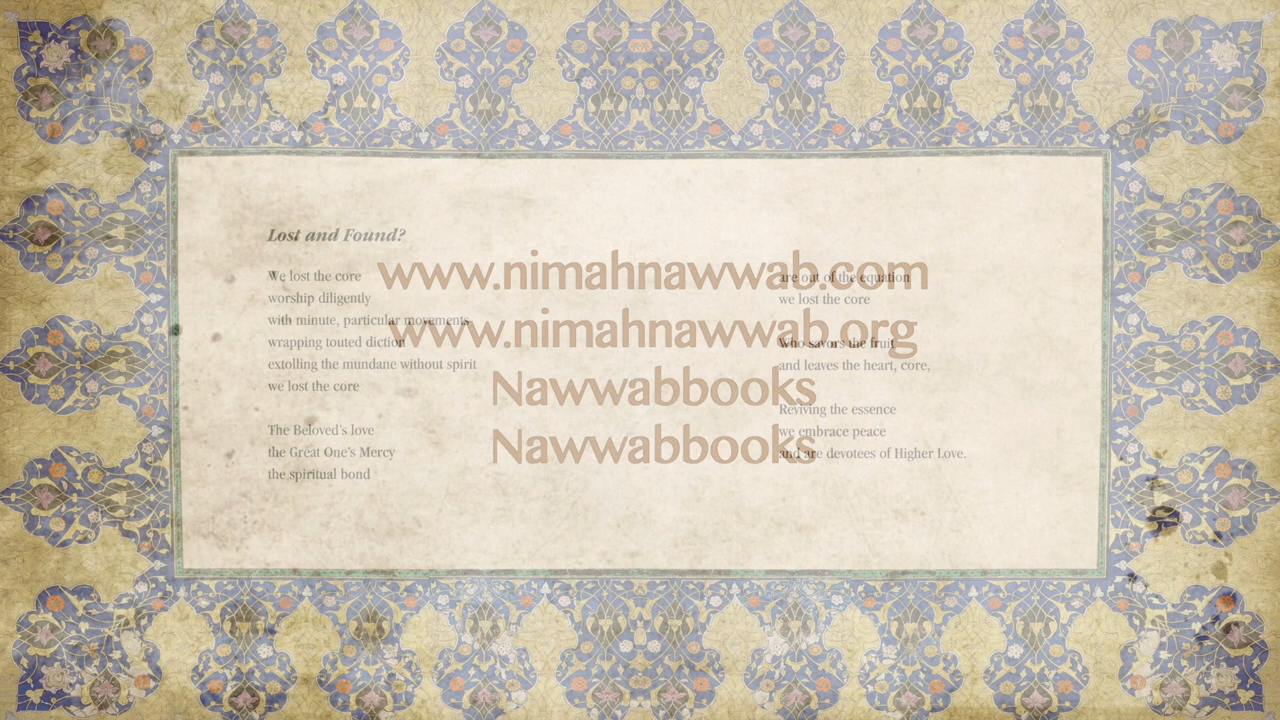 Lost and Found?
We lost the core
worship diligently
with minute, particular movements
wrapping touted diction
extolling the mundane without spirit
we lost the core
The Beloved's love
the Great One's Mercy
the spiritual bond
are out of the equation
we lost the core
Who savors the fruit
and leaves the heart, core,
Reviving the essence
we embrace peace
and are devotees of Higher Love.
www.nimahnawwab.com
www.nimahnawwab.org
Nawwabbooks
Nawwabbooks